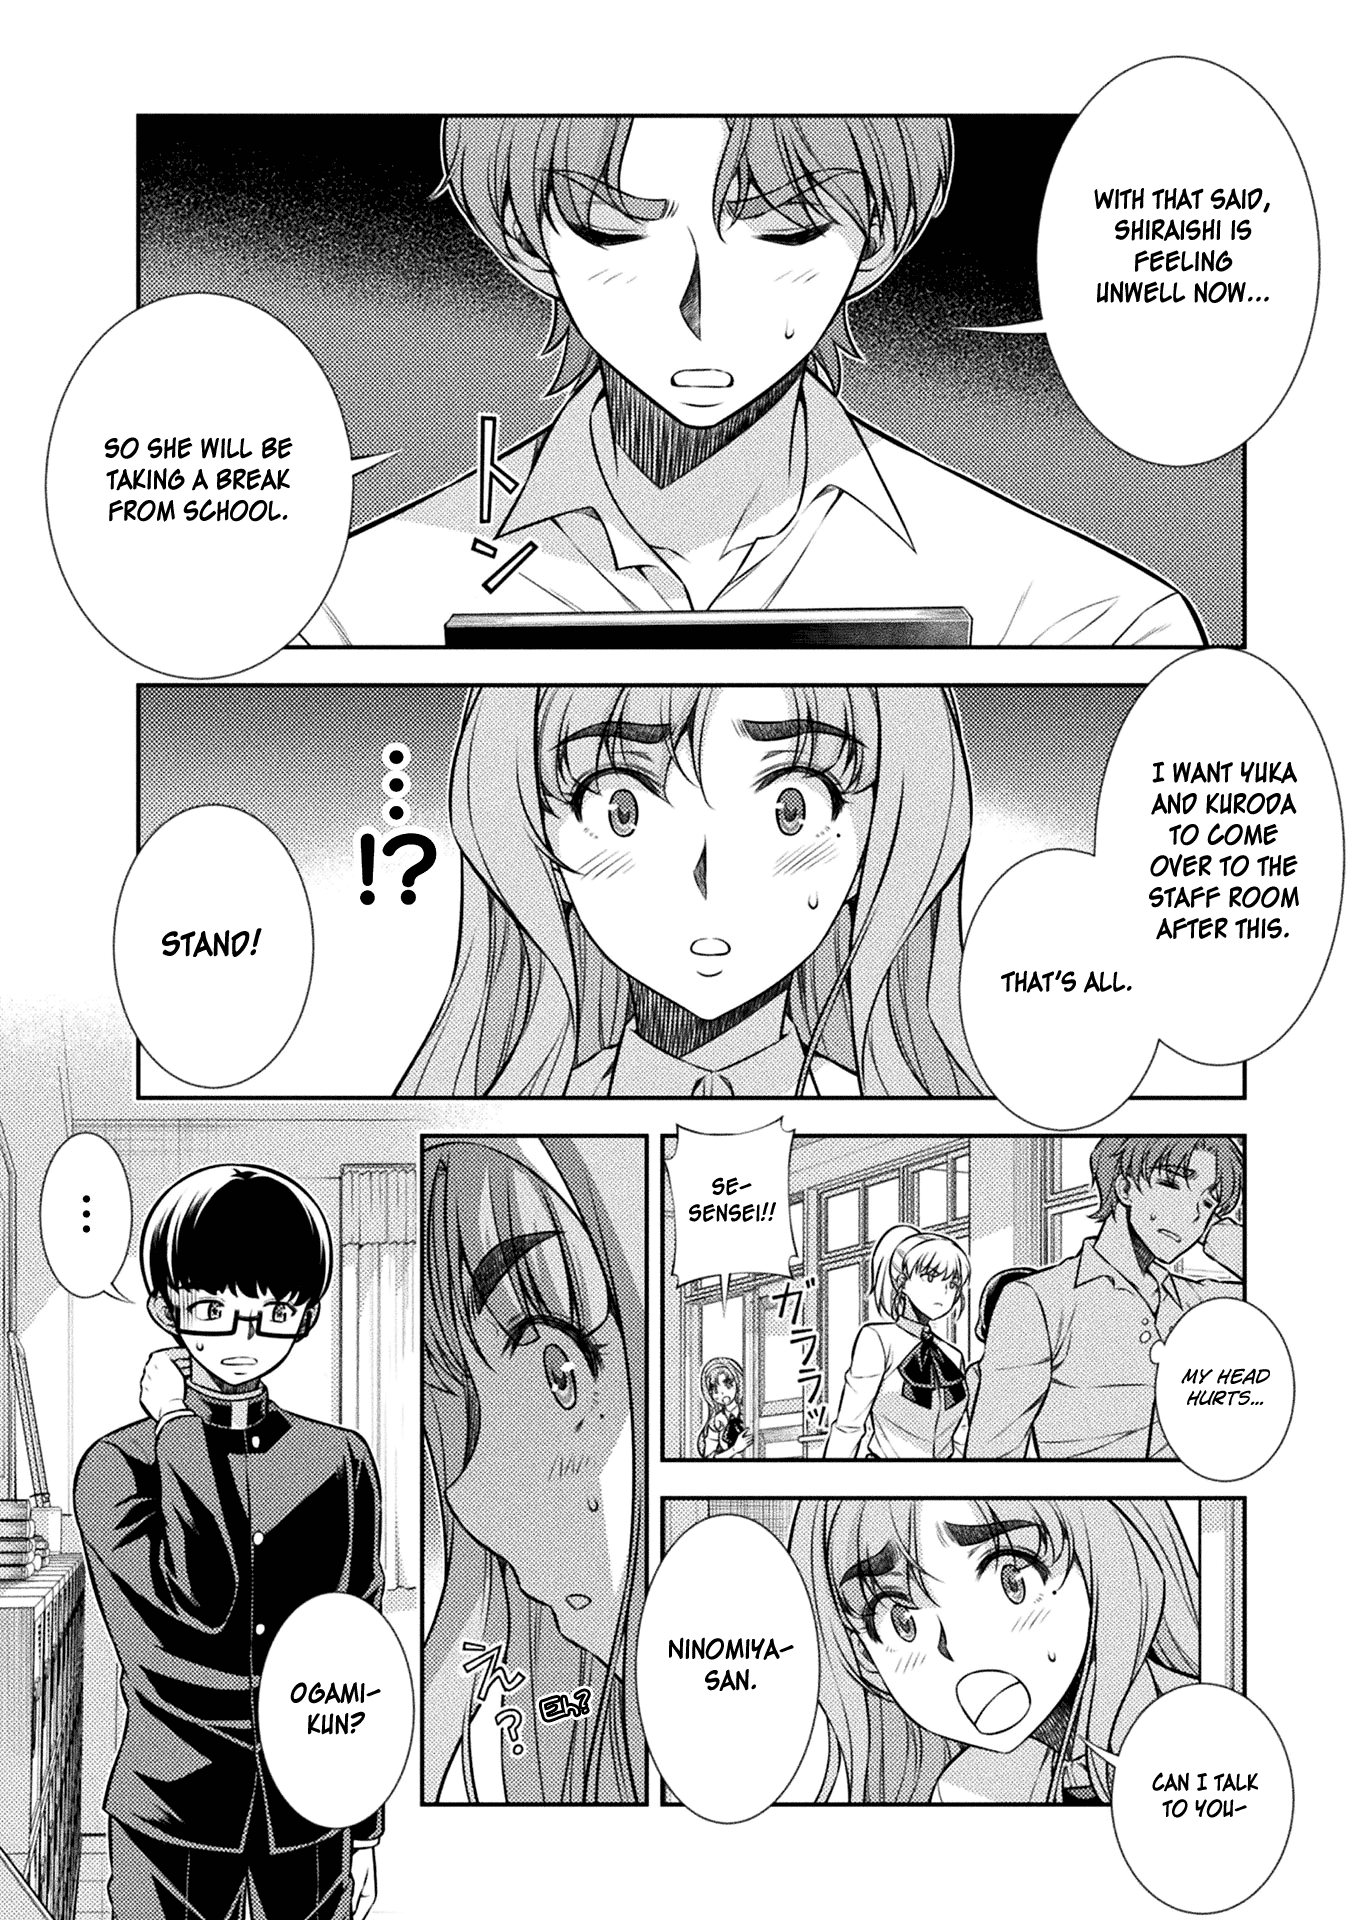 WITH THAT SAID,
SHIRAISHI IS
FEELING
UNWELL NOW...
SO SHE WILL BE
TAKING A BREAK
FROM SCHOOL.
トン
I WANT YUKA
AND KURODA
TO COME
OVER TO THE
STAFF ROOM
AFTER THIS.
THAT'S ALL.
...!?
STAND!
MY HEAD
HURTS...
SE-
SENSEI!!
ガララッ
CAN I TALK
TO YOU-
NINOMIYA-
SAN.
え?
Eh?
...
OGAMI-
KUN?